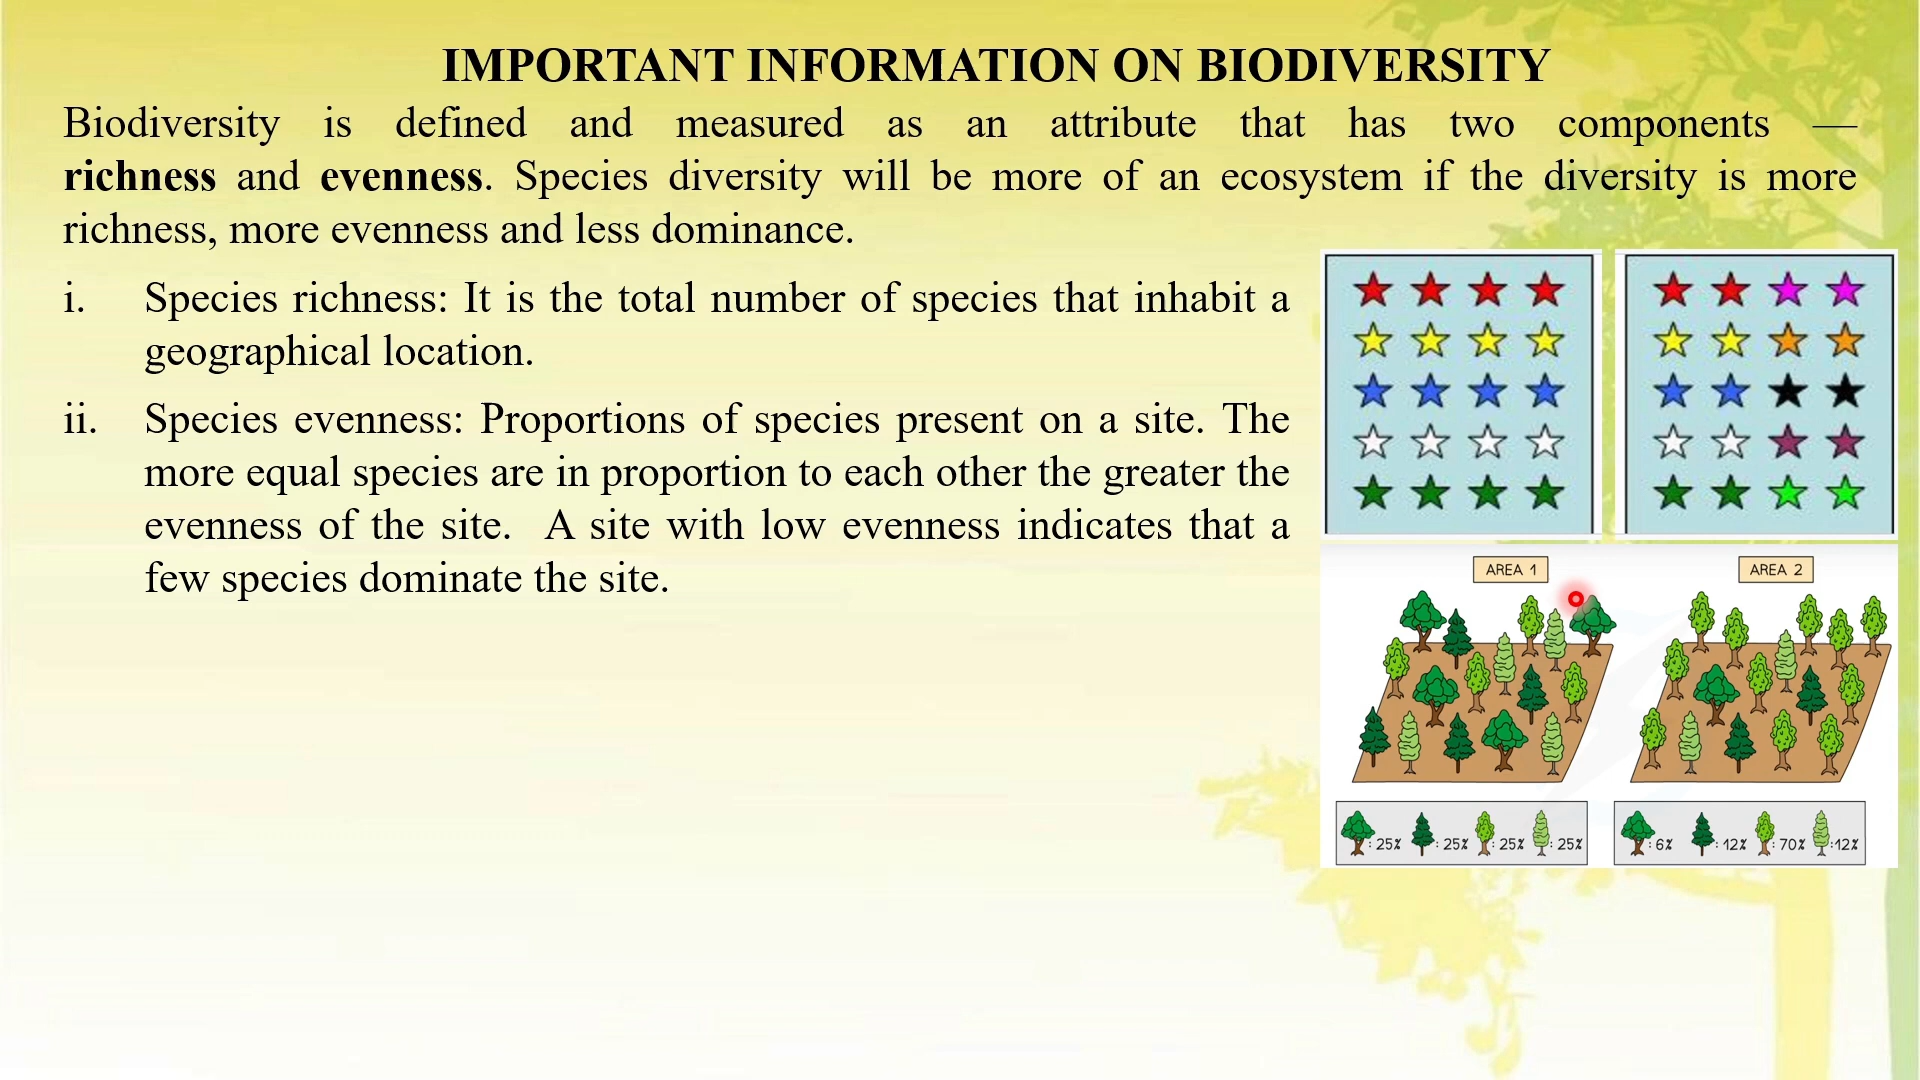 IMPORTANT INFORMATION ON BIODIVERSITY
Biodiversity is defined and measured as an attribute that has two components —
richness and evenness. Species diversity will be more of an ecosystem if the diversity is more
richness, more evenness and less dominance.
i. Species richness: It is the total number of species that inhabit a
geographical location.
ii. Species evenness: Proportions of species present on a site. The
more equal species are in proportion to each other the greater the
evenness of the site. A site with low evenness indicates that a
few species dominate the site.
AREA 1
AREA 2
: 25% : 25% : 25% : 25%
: 6% : 12% : 70% :12%